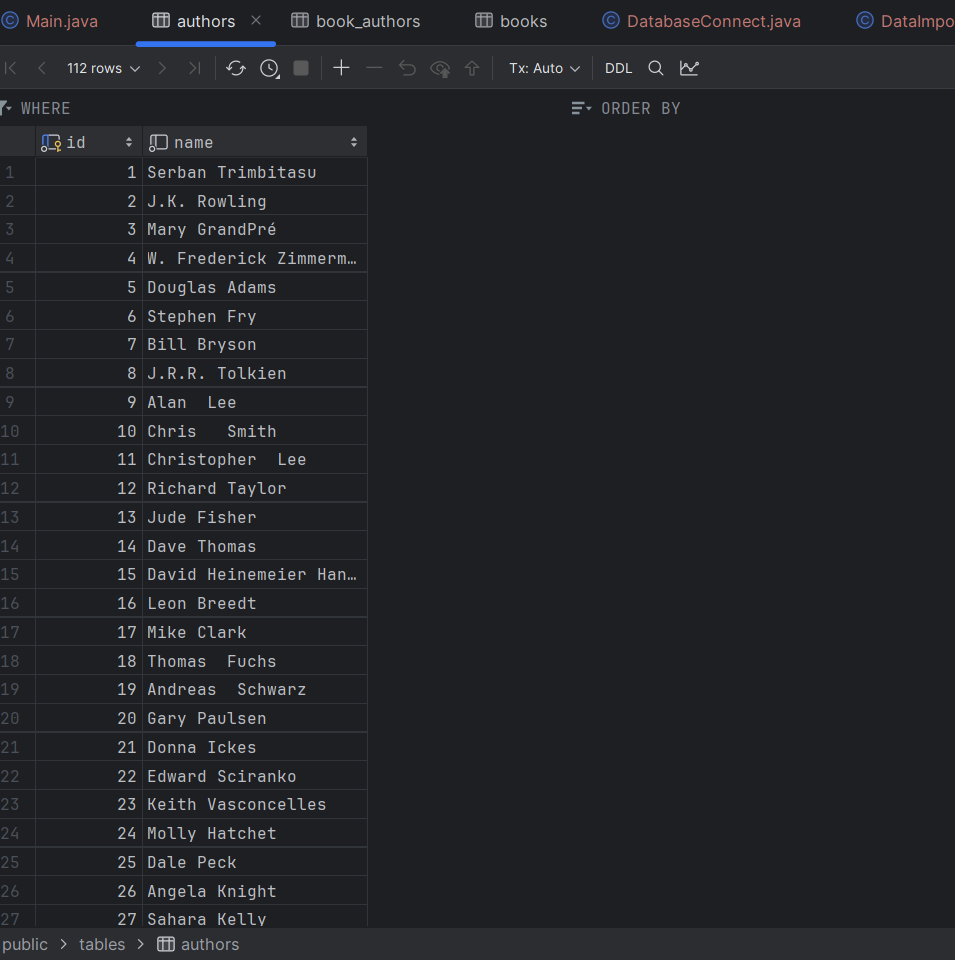 Main.java authors book_authors books DatabaseConnect.java DataImpo
112 rows Tx: Auto DDL
WHERE ORDER BY
id name
1 1 Serban Trimbitasu
2 2 J.K. Rowling
3 3 Mary GrandPré
4 4 W. Frederick Zimmerm…
5 5 Douglas Adams
6 6 Stephen Fry
7 7 Bill Bryson
8 8 J.R.R. Tolkien
9 9 Alan  Lee
10 10 Chris   Smith
11 11 Christopher  Lee
12 12 Richard Taylor
13 13 Jude Fisher
14 14 Dave Thomas
15 15 David Heinemeier Han…
16 16 Leon Breedt
17 17 Mike Clark
18 18 Thomas  Fuchs
19 19 Andreas  Schwarz
20 20 Gary Paulsen
21 21 Donna Ickes
22 22 Edward Sciranko
23 23 Keith Vasconcelles
24 24 Molly Hatchet
25 25 Dale Peck
26 26 Angela Knight
27 27 Sahara Kelly
public > tables > authors